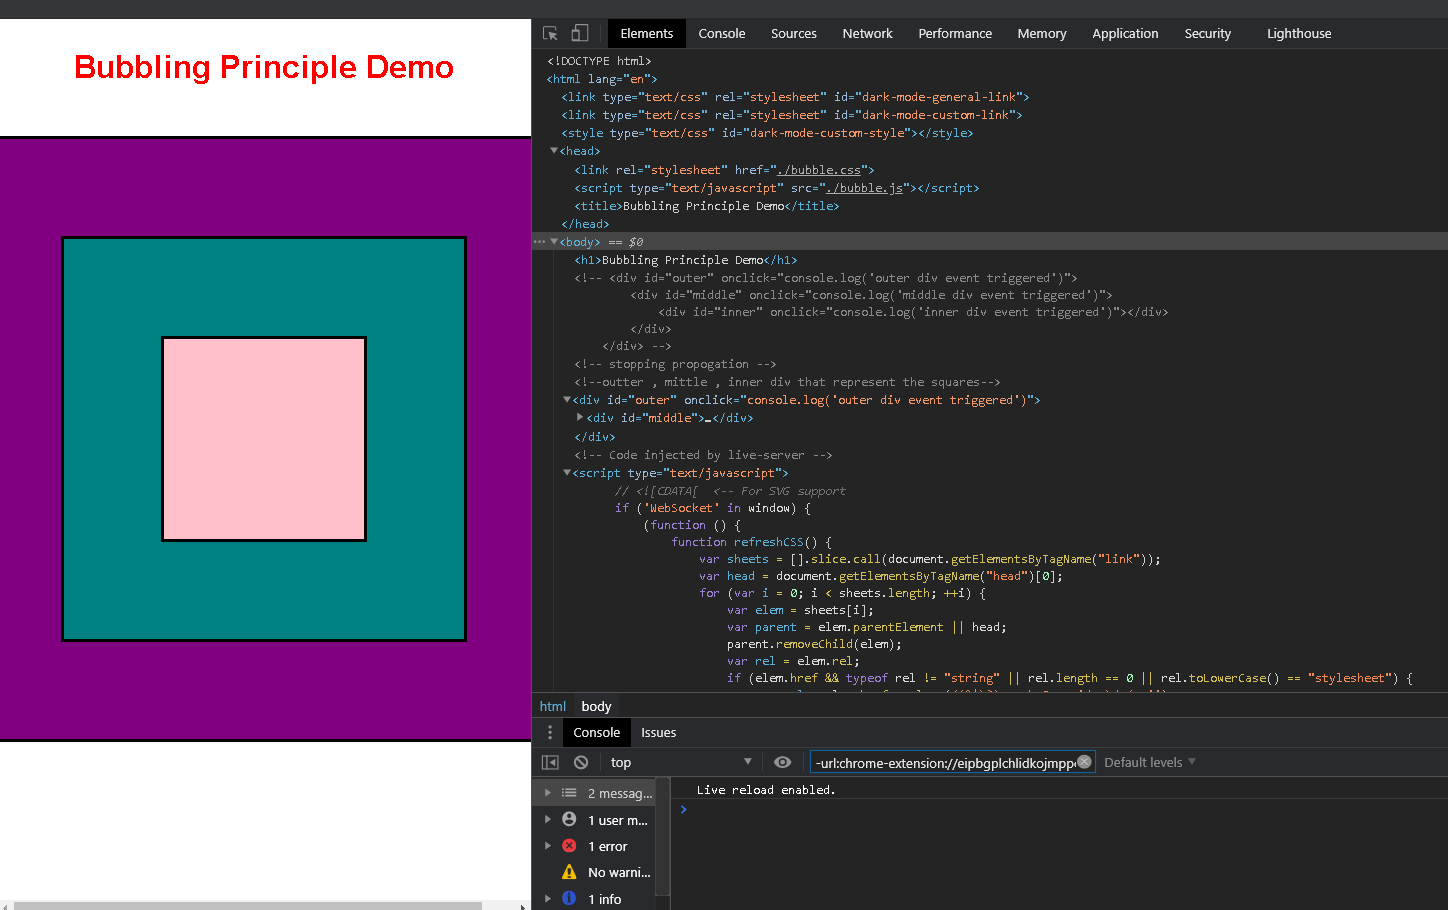 Bubbling Principle Demo
Elements Console Sources Network Performance Memory Application Security Lighthouse
<!DOCTYPE html>
<html lang="en">
<link type="text/css" rel="stylesheet" id="dark-mode-general-link">
<link type="text/css" rel="stylesheet" id="dark-mode-custom-link">
<style type="text/css" id="dark-mode-custom-style"></style>
<head>
<link rel="stylesheet" href="./bubble.css">
<script type="text/javascript" src="./bubble.js"></script>
<title>Bubbling Principle Demo</title>
</head>
<body> == $0
<h1>Bubbling Principle Demo</h1>
<!-- <div id="outer" onclick="console.log('outer div event triggered')">
<div id="middle" onclick="console.log('middle div event triggered')">
<div id="inner" onclick="console.log('inner div event triggered')"></div>
</div>
</div> -->
<!-- stopping propogation -->
<!--outter , mittle , inner div that represent the squares-->
<div id="outer" onclick="console.log('outer div event triggered')">
<div id="middle">…</div>
</div>
<!-- Code injected by live-server -->
<script type="text/javascript">
// <![CDATA[ <-- For SVG support
if ('WebSocket' in window) {
(function () {
function refreshCSS() {
var sheets = [].slice.call(document.getElementsByTagName("link"));
var head = document.getElementsByTagName("head")[0];
for (var i = 0; i < sheets.length; ++i) {
var elem = sheets[i];
var parent = elem.parentElement || head;
parent.removeChild(elem);
var rel = elem.rel;
if (elem.href && typeof rel != "string" || rel.length == 0 || rel.toLowerCase() == "stylesheet") {
html body
Console Issues
top -url:chrome-extension://eipbgplchlidkojmppe Default levels
2 messag... Live reload enabled.
1 user m...
1 error
No warni...
1 info